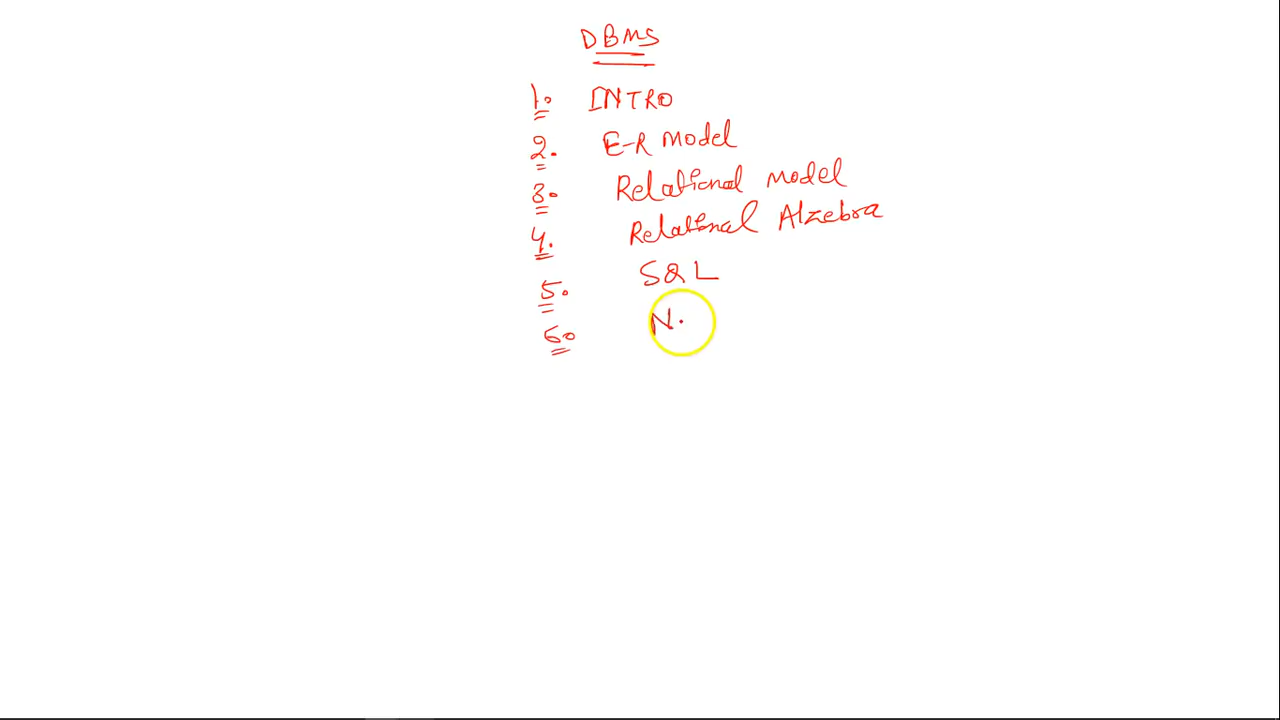 DBMS
1. INTRO
2. E-R Model
3. Relational model
4. Relational Alzebra
5. SQL
6. N.